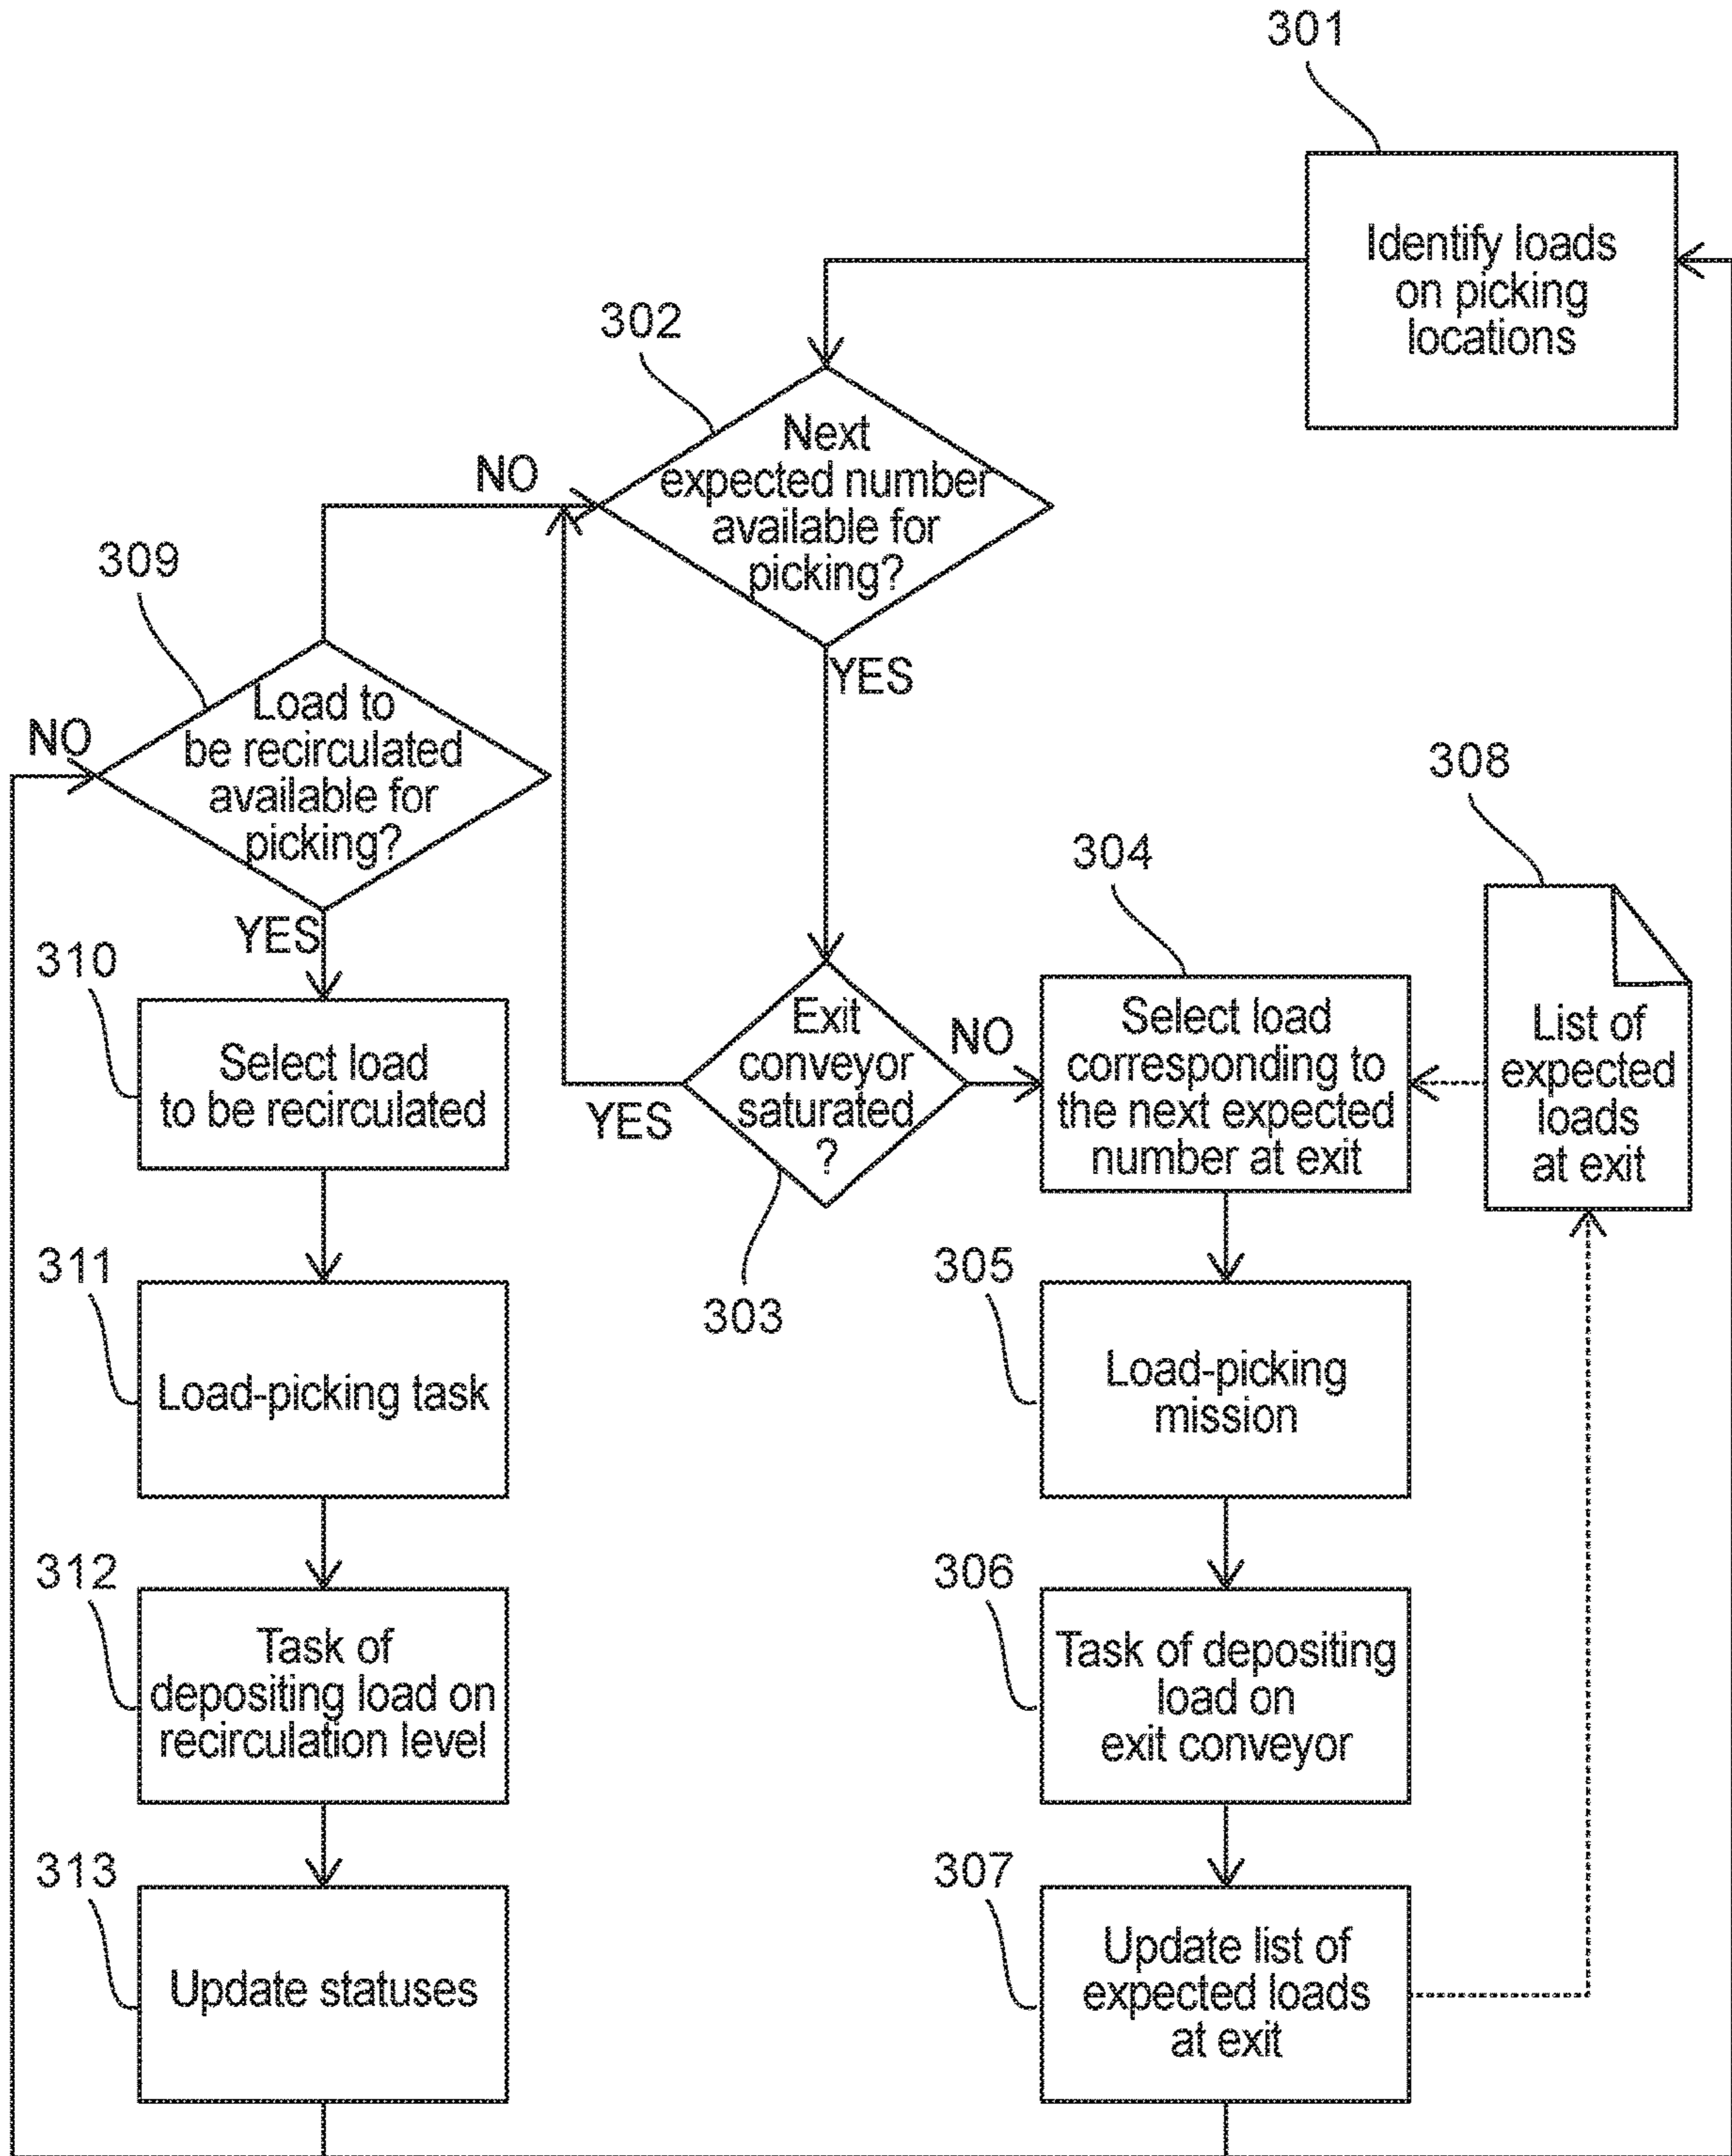 301
Identify loads
on picking
locations
302
Next
expected number
available for
picking?
NO
YES
309
Load to
be recirculated
available for
picking?
NO
YES
303
Exit
conveyor
saturated
?
YES
NO
304
Select load
corresponding to
the next expected
number at exit
308
List of
expected
loads
at exit
310
Select load
to be recirculated
311
Load-picking task
305
Load-picking
mission
312
Task of
depositing load on
recirculation level
306
Task of depositing
load on
exit conveyor
313
Update statuses
307
Update list of
expected loads
at exit